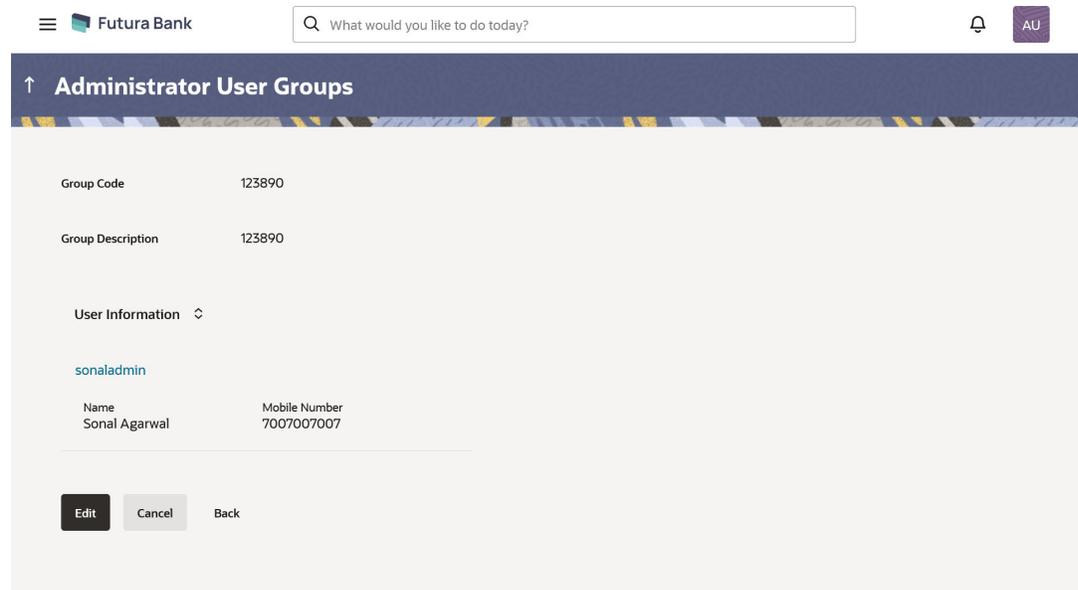 Futura Bank
What would you like to do today?
AU
Administrator User Groups
Group Code 123890
Group Description 123890
User Information
sonaladmin
Name Mobile Number
Sonal Agarwal 7007007007
Edit Cancel Back